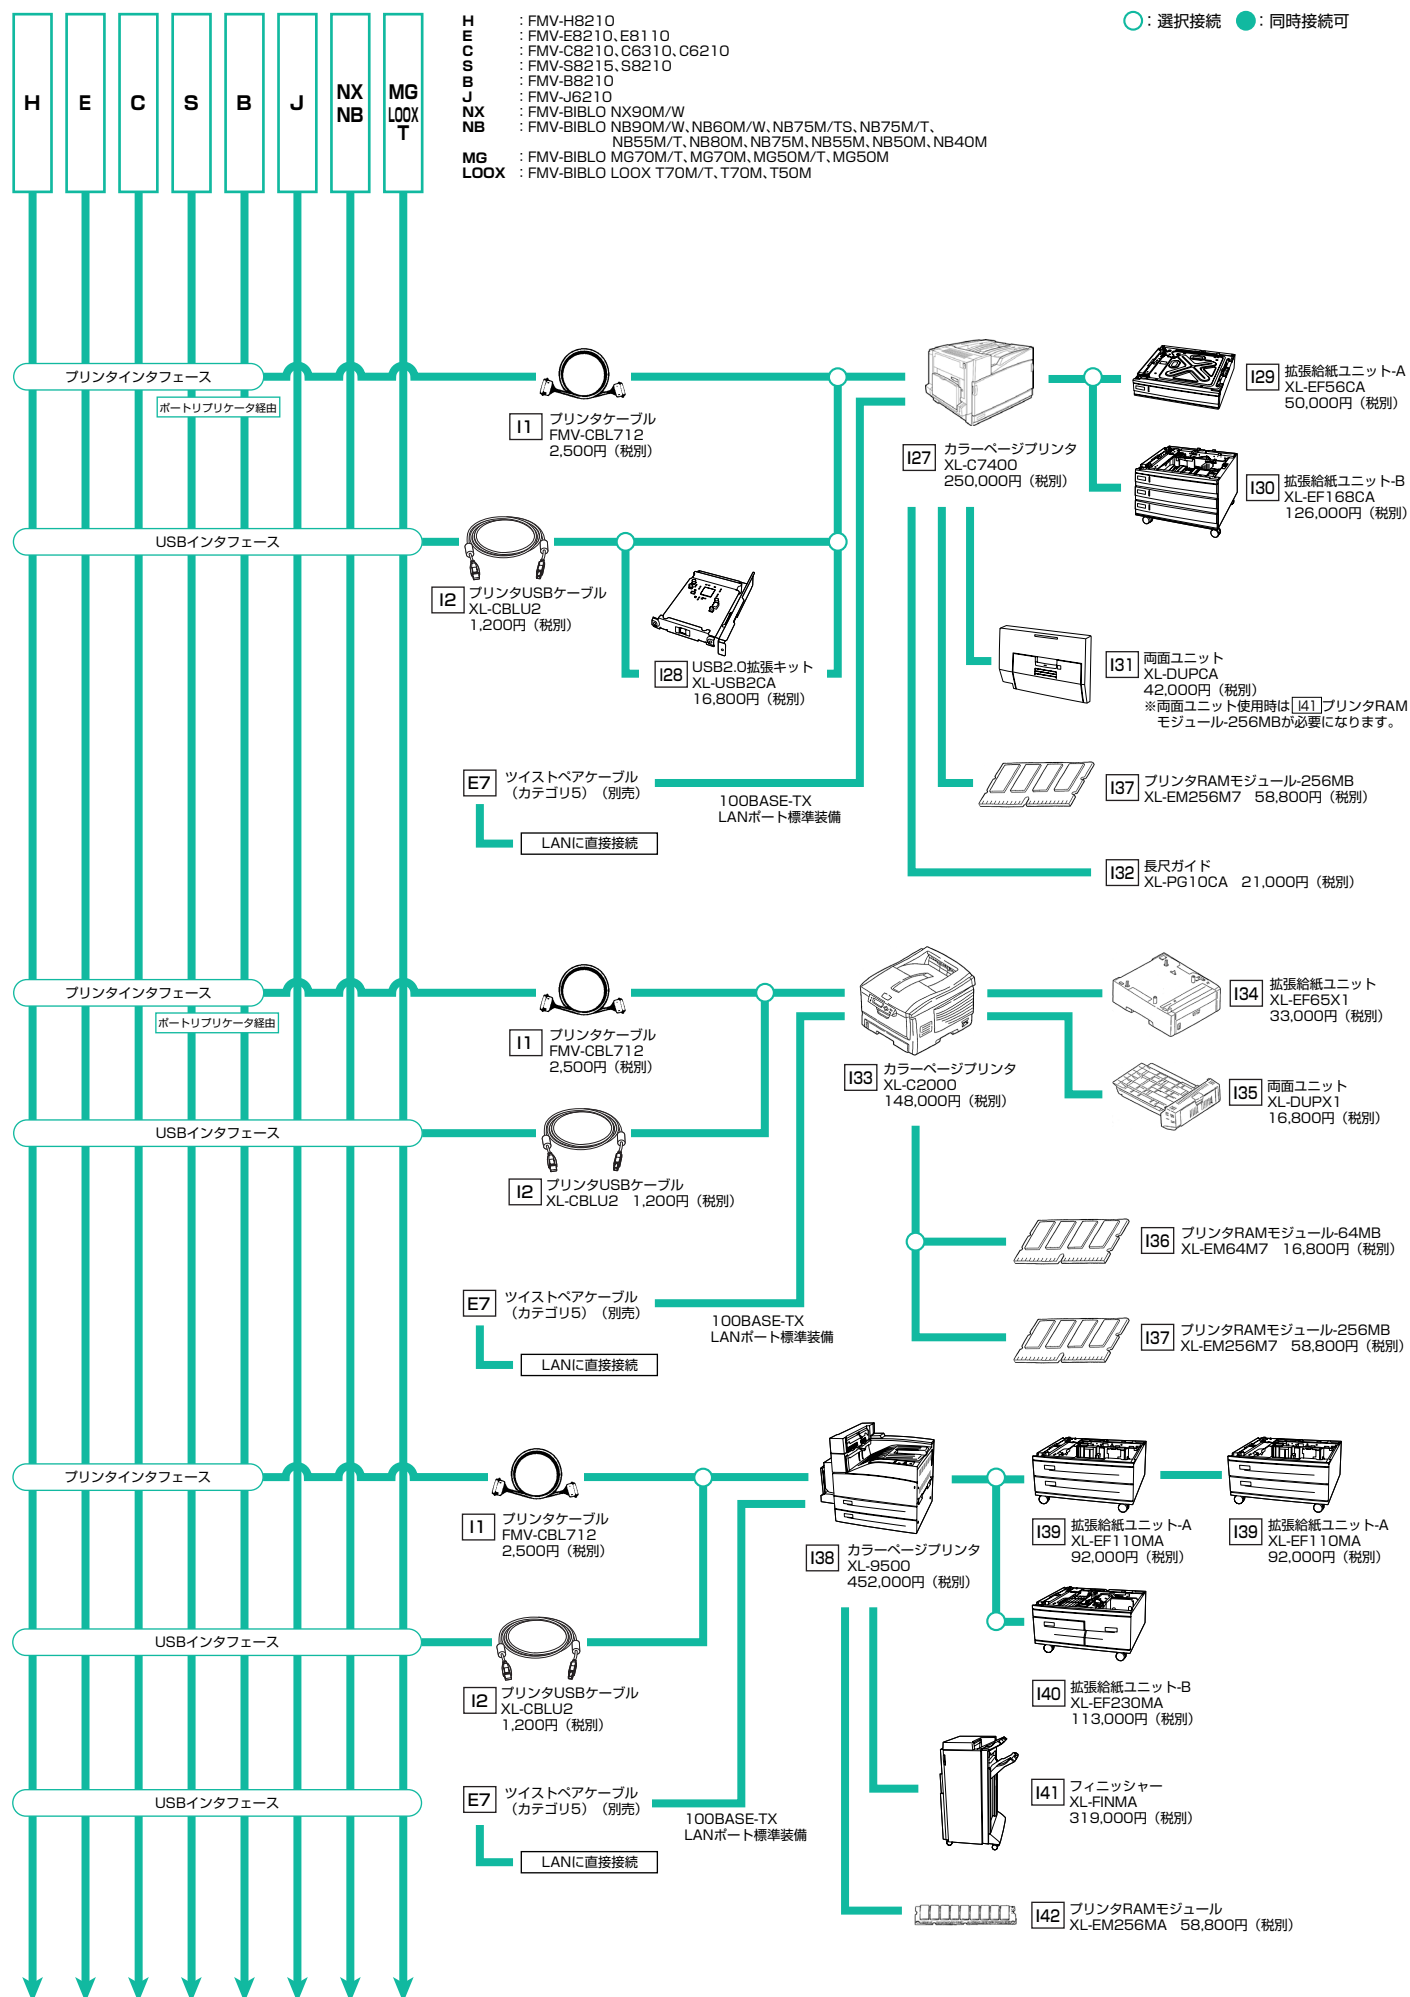 H : FMV-H8210
E : FMV-E8210、E8110
C : FMV-C8210、C6310、C6210
S : FMV-S8215、S8210
B : FMV-B8210
J : FMV-J6210
NX : FMV-BIBLO NX90M/W
NB : FMV-BIBLO NB90M/W、NB60M/W、NB75M/TS、NB75M/T、
NB55M/T、NB80M、NB75M、NB55M、NB50M、NB40M
MG : FMV-BIBLO MG70M/T、MG70M、MG50M/T、MG50M
LOOX : FMV-BIBLO LOOX T70M/T、T70M、T50M
○：選択接続 ●：同時接続可
H
E
C
S
B
J
NX
NB
MG
LOOX
T
プリンタインタフェース
ポートリプリケータ経由
I1 プリンタケーブル
FMV-CBL712
2,500円（税別）
I27 カラーページプリンタ
XL-C7400
250,000円（税別）
I29 拡張給紙ユニット-A
XL-EF56CA
50,000円（税別）
I30 拡張給紙ユニット-B
XL-EF168CA
126,000円（税別）
USBインタフェース
I2 プリンタUSBケーブル
XL-CBLU2
1,200円（税別）
I28 USB2.0拡張キット
XL-USB2CA
16,800円（税別）
I31 両面ユニット
XL-DUPCA
42,000円（税別）
※両面ユニット使用時は I41 プリンタRAM
モジュール-256MBが必要になります。
E7 ツイストペアケーブル
（カテゴリ5）（別売）
100BASE-TX
LANポート標準装備
LANに直接接続
I37 プリンタRAMモジュール-256MB
XL-EM256M7 58,800円（税別）
I32 長尺ガイド
XL-PG10CA 21,000円（税別）
プリンタインタフェース
ポートリプリケータ経由
I1 プリンタケーブル
FMV-CBL712
2,500円（税別）
I33 カラーページプリンタ
XL-C2000
148,000円（税別）
I34 拡張給紙ユニット
XL-EF65X1
33,000円（税別）
I35 両面ユニット
XL-DUPX1
16,800円（税別）
USBインタフェース
I2 プリンタUSBケーブル
XL-CBLU2 1,200円（税別）
I36 プリンタRAMモジュール-64MB
XL-EM64M7 16,800円（税別）
E7 ツイストペアケーブル
（カテゴリ5）（別売）
100BASE-TX
LANポート標準装備
LANに直接接続
I37 プリンタRAMモジュール-256MB
XL-EM256M7 58,800円（税別）
プリンタインタフェース
I1 プリンタケーブル
FMV-CBL712
2,500円（税別）
I38 カラーページプリンタ
XL-9500
452,000円（税別）
I39 拡張給紙ユニット-A
XL-EF110MA
92,000円（税別）
I39 拡張給紙ユニット-A
XL-EF110MA
92,000円（税別）
USBインタフェース
I2 プリンタUSBケーブル
XL-CBLU2
1,200円（税別）
I40 拡張給紙ユニット-B
XL-EF230MA
113,000円（税別）
USBインタフェース
E7 ツイストペアケーブル
（カテゴリ5）（別売）
100BASE-TX
LANポート標準装備
LANに直接接続
I41 フィニッシャー
XL-FINMA
319,000円（税別）
I42 プリンタRAMモジュール
XL-EM256MA 58,800円（税別）